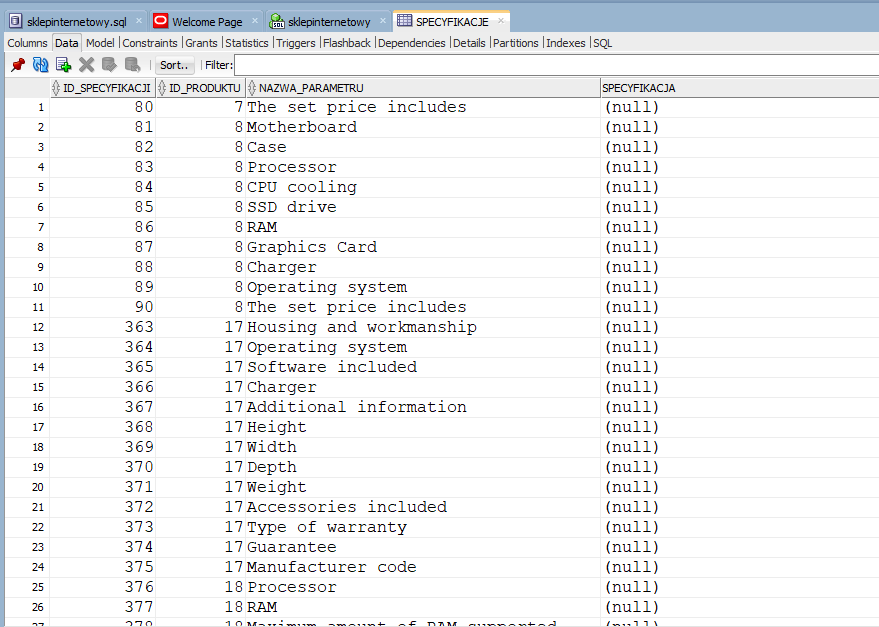 sklepinternetowy.sql Welcome Page sklepinternetowy SPECYFIKACJE
Columns Data Model Constraints Grants Statistics Triggers Flashback Dependencies Details Partitions Indexes SQL
Sort.. Filter:
ID_SPECYFIKACJI ID_PRODUKTU NAZWA_PARAMETRU SPECYFIKACJA
1 80 7 The set price includes (null)
2 81 8 Motherboard (null)
3 82 8 Case (null)
4 83 8 Processor (null)
5 84 8 CPU cooling (null)
6 85 8 SSD drive (null)
7 86 8 RAM (null)
8 87 8 Graphics Card (null)
9 88 8 Charger (null)
10 89 8 Operating system (null)
11 90 8 The set price includes (null)
12 363 17 Housing and workmanship (null)
13 364 17 Operating system (null)
14 365 17 Software included (null)
15 366 17 Charger (null)
16 367 17 Additional information (null)
17 368 17 Height (null)
18 369 17 Width (null)
19 370 17 Depth (null)
20 371 17 Weight (null)
21 372 17 Accessories included (null)
22 373 17 Type of warranty (null)
23 374 17 Guarantee (null)
24 375 17 Manufacturer code (null)
25 376 18 Processor (null)
26 377 18 RAM (null)
27 378 18 Maximum amount of RAM supported (null)